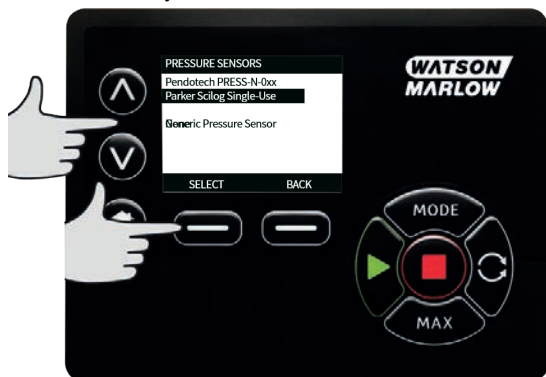 PRESSURE SENSORS
Pendotech PRESS-N-0xx
Parker Scilog Single-Use
Generic Pressure Sensor
SELECT BACK
WATSON
MARLOW
MODE
MAX